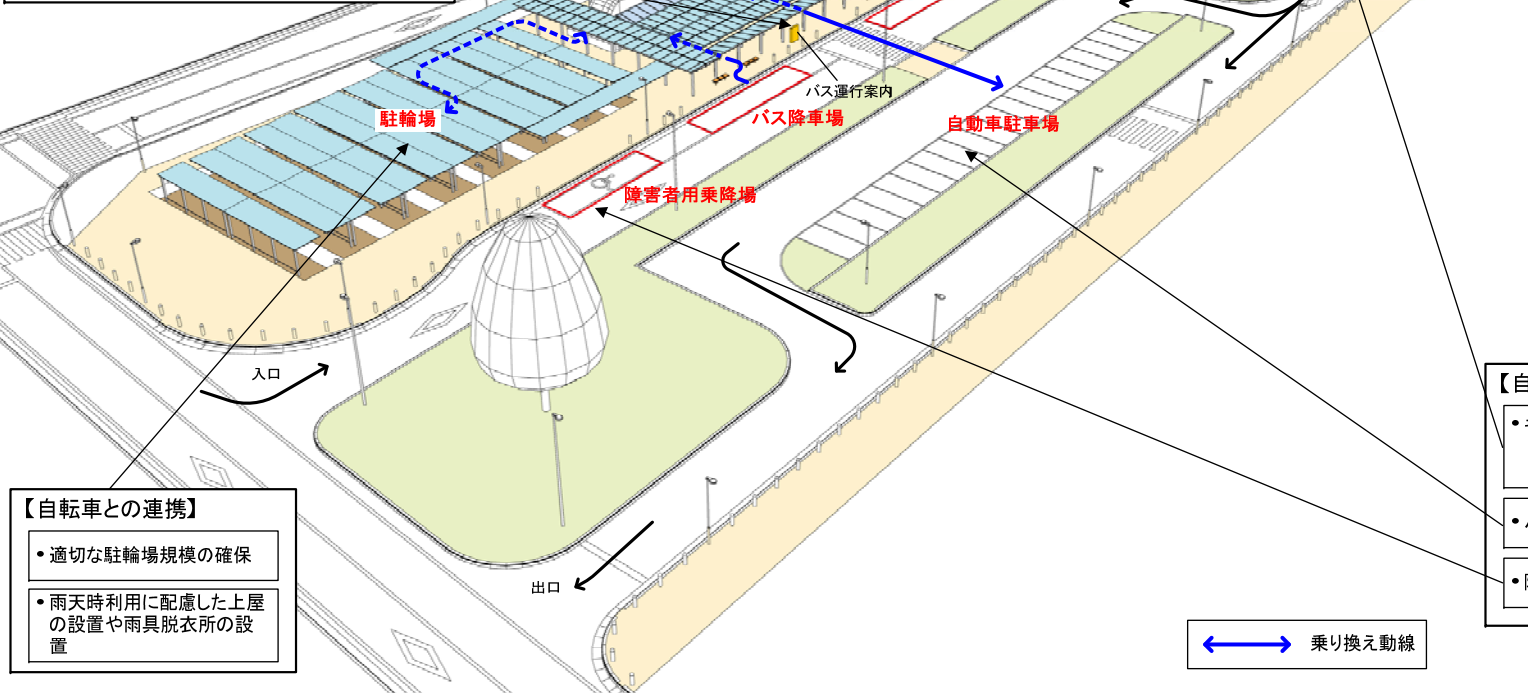 バス運行案内
駐輪場
バス降車場
自動車駐車場
障害者用乗降場
入口
【自
【自転車との連携】
• 適切な駐輪場規模の確保
• 雨天時利用に配慮した上屋
の設置や雨具脱衣所の設
置
出口
乗り換え動線